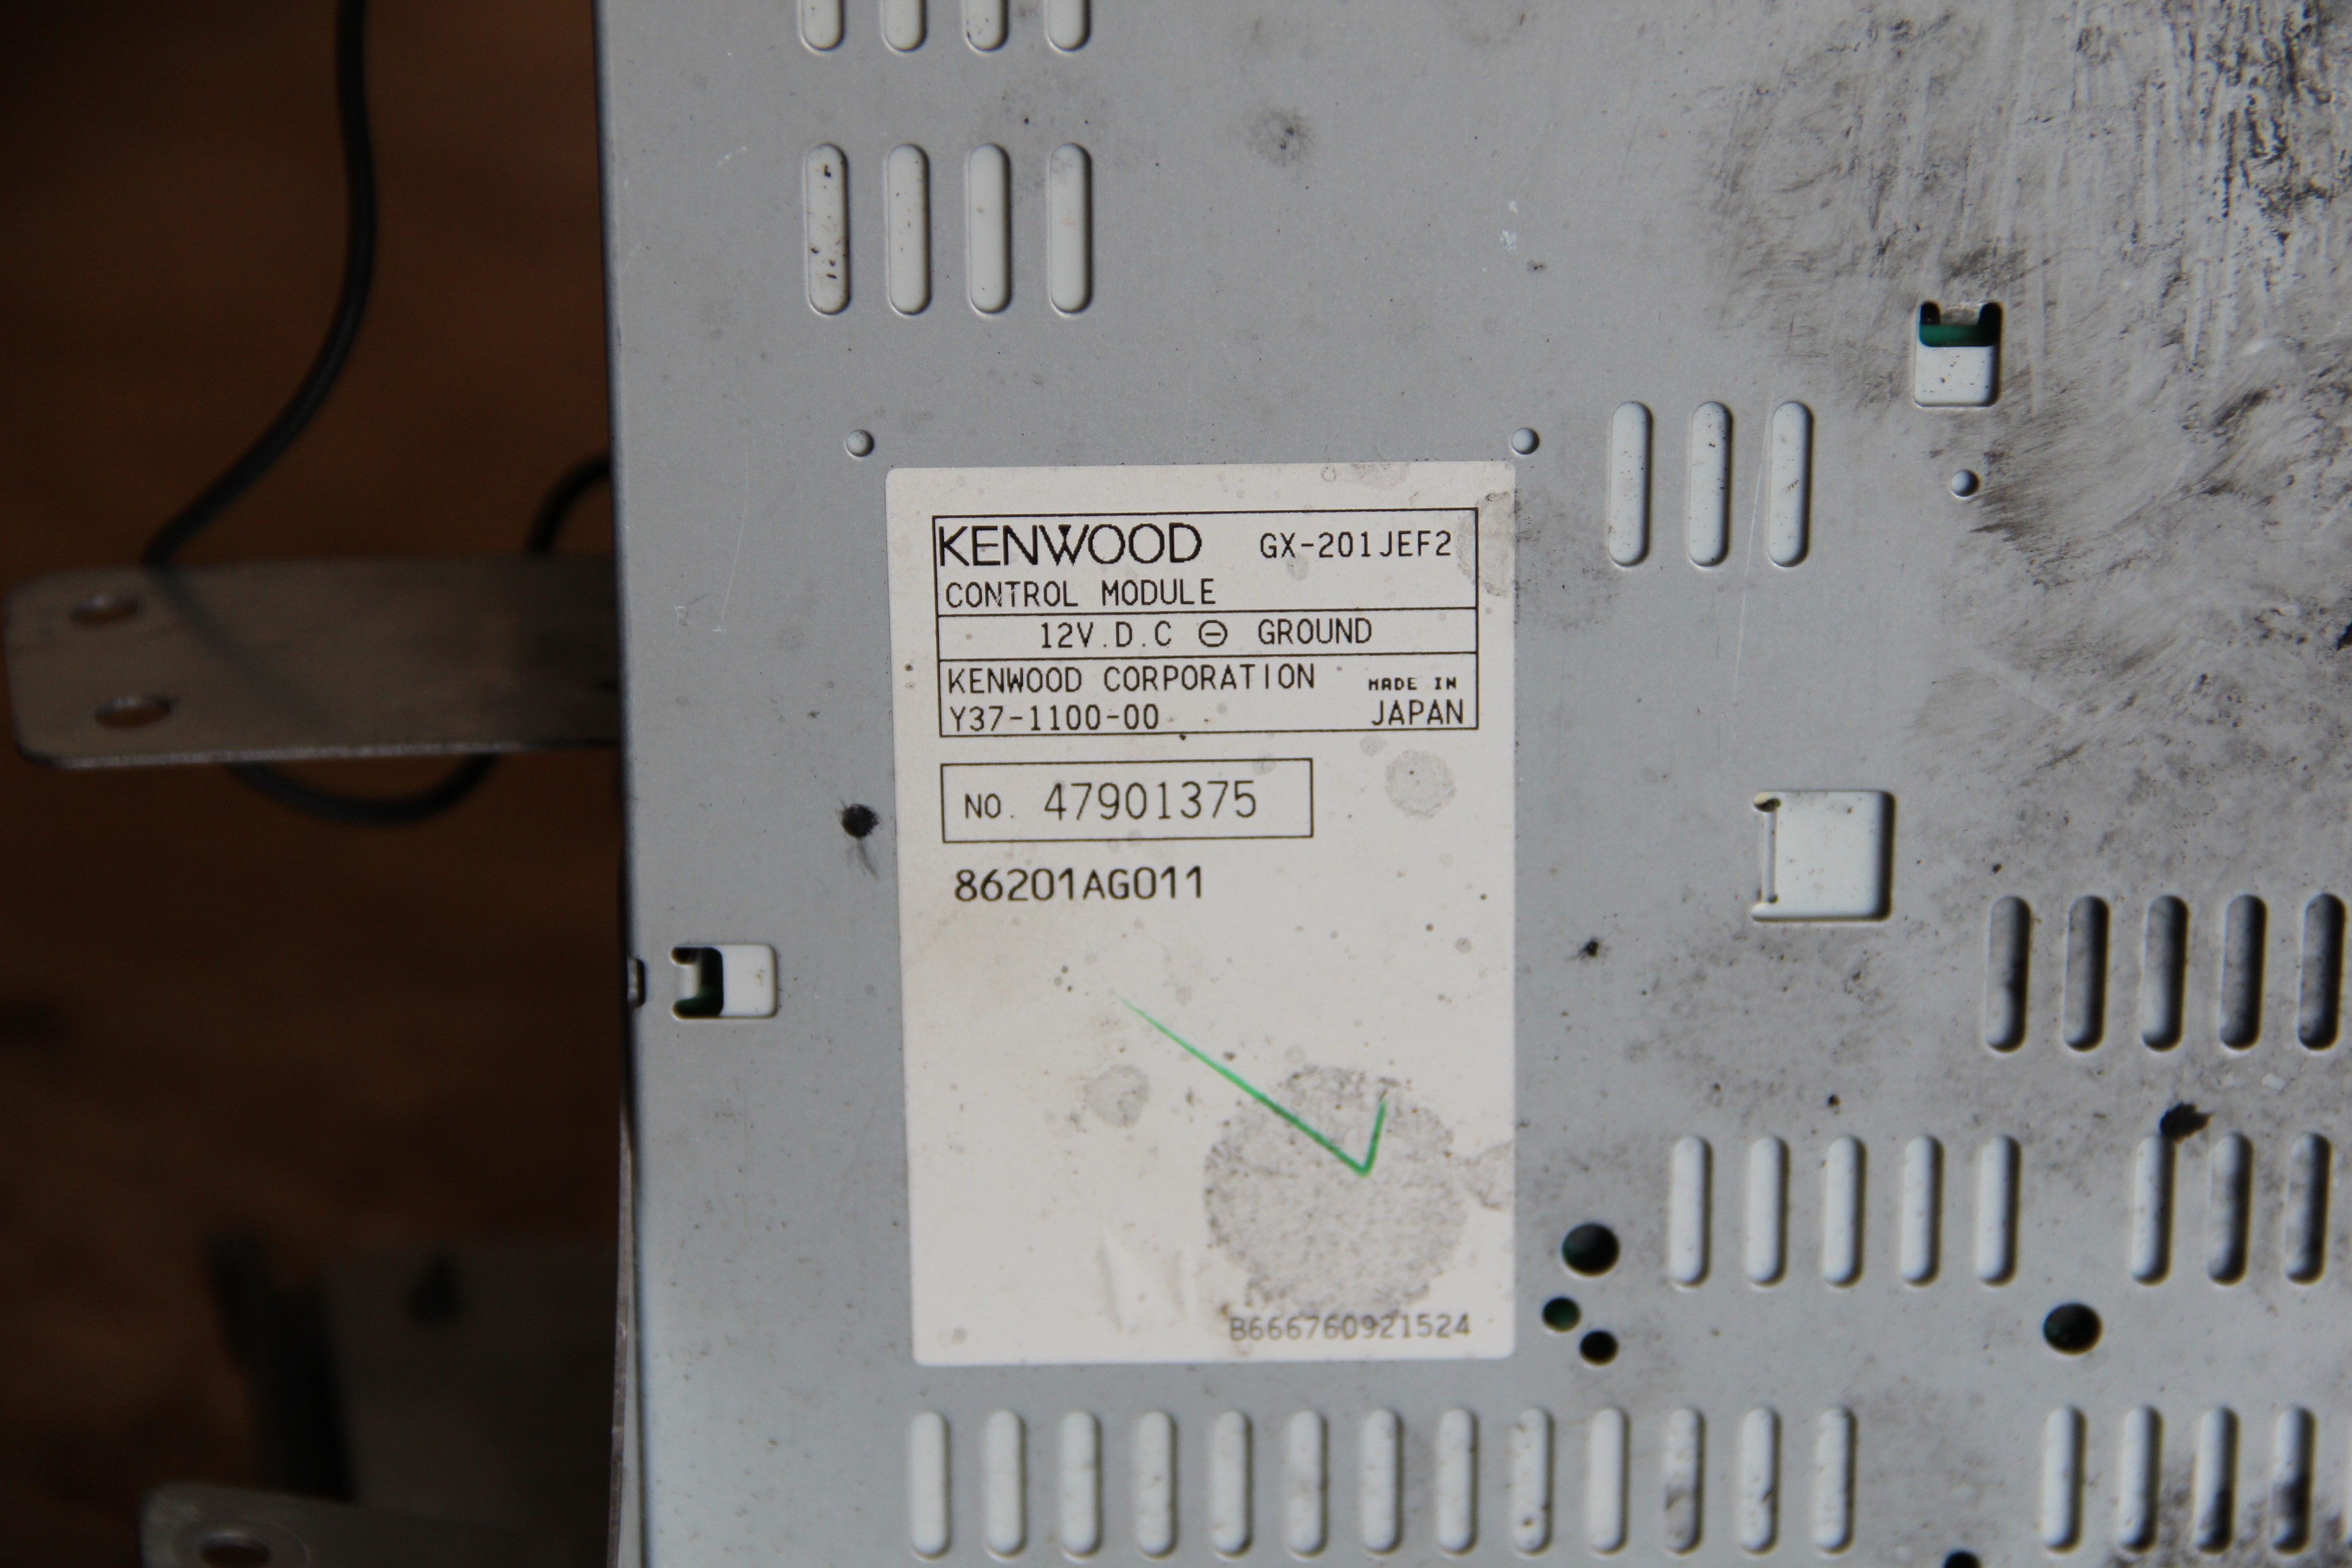 KENWOOD GX-201JEF2
CONTROL MODULE
12V.D.C ⊖ GROUND
KENWOOD CORPORATION MADE IN
Y37-1100-00 JAPAN
NO. 47901375
86201AG011
B666760921524